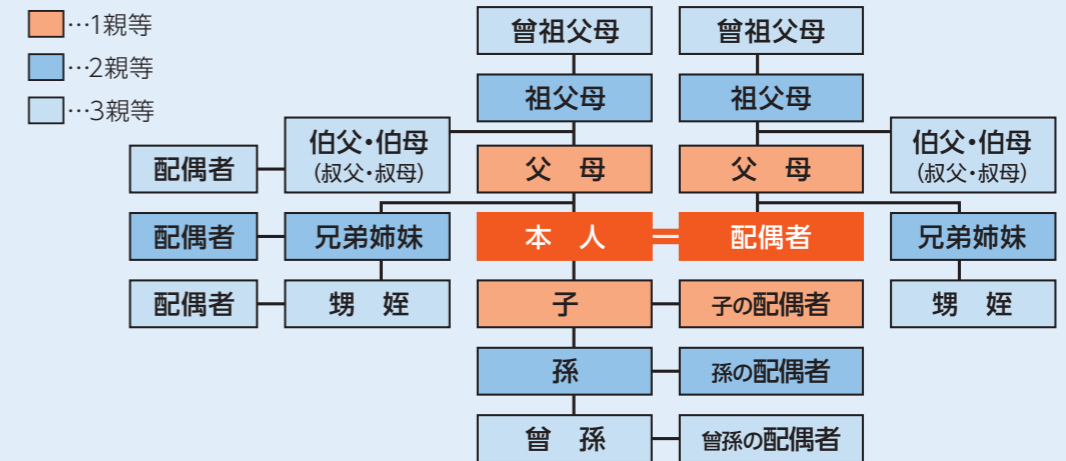 …1親等
…2親等
…3親等
曾祖父母
曾祖父母
祖父母
祖父母
配偶者
伯父・伯母
(叔父・叔母)
父 母
父 母
伯父・伯母
(叔父・叔母)
配偶者
兄弟姉妹
本 人
配偶者
兄弟姉妹
配偶者
甥 姪
子
子の配偶者
甥 姪
孫
孫の配偶者
曾 孫
曾孫の配偶者